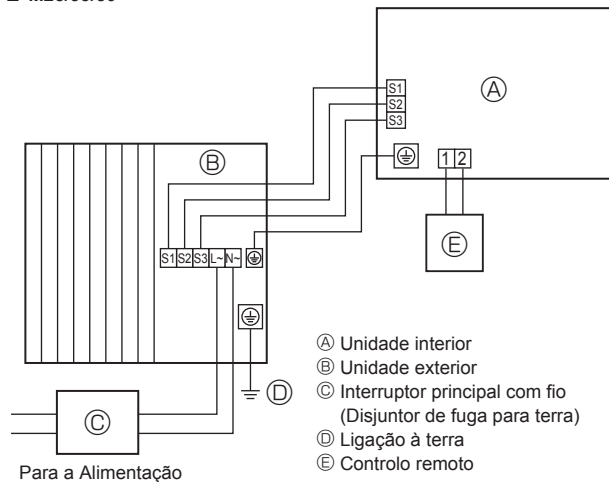 Ⓐ
S1
S2
S3
1 2
Ⓑ
Ⓔ
S1 S2 S3 L~ N~
Ⓓ
Ⓒ
Para a Alimentação
Ⓐ Unidade interior
Ⓑ Unidade exterior
Ⓒ Interruptor principal com fio
(Disjuntor de fuga para terra)
Ⓓ Ligação à terra
Ⓔ Controlo remoto